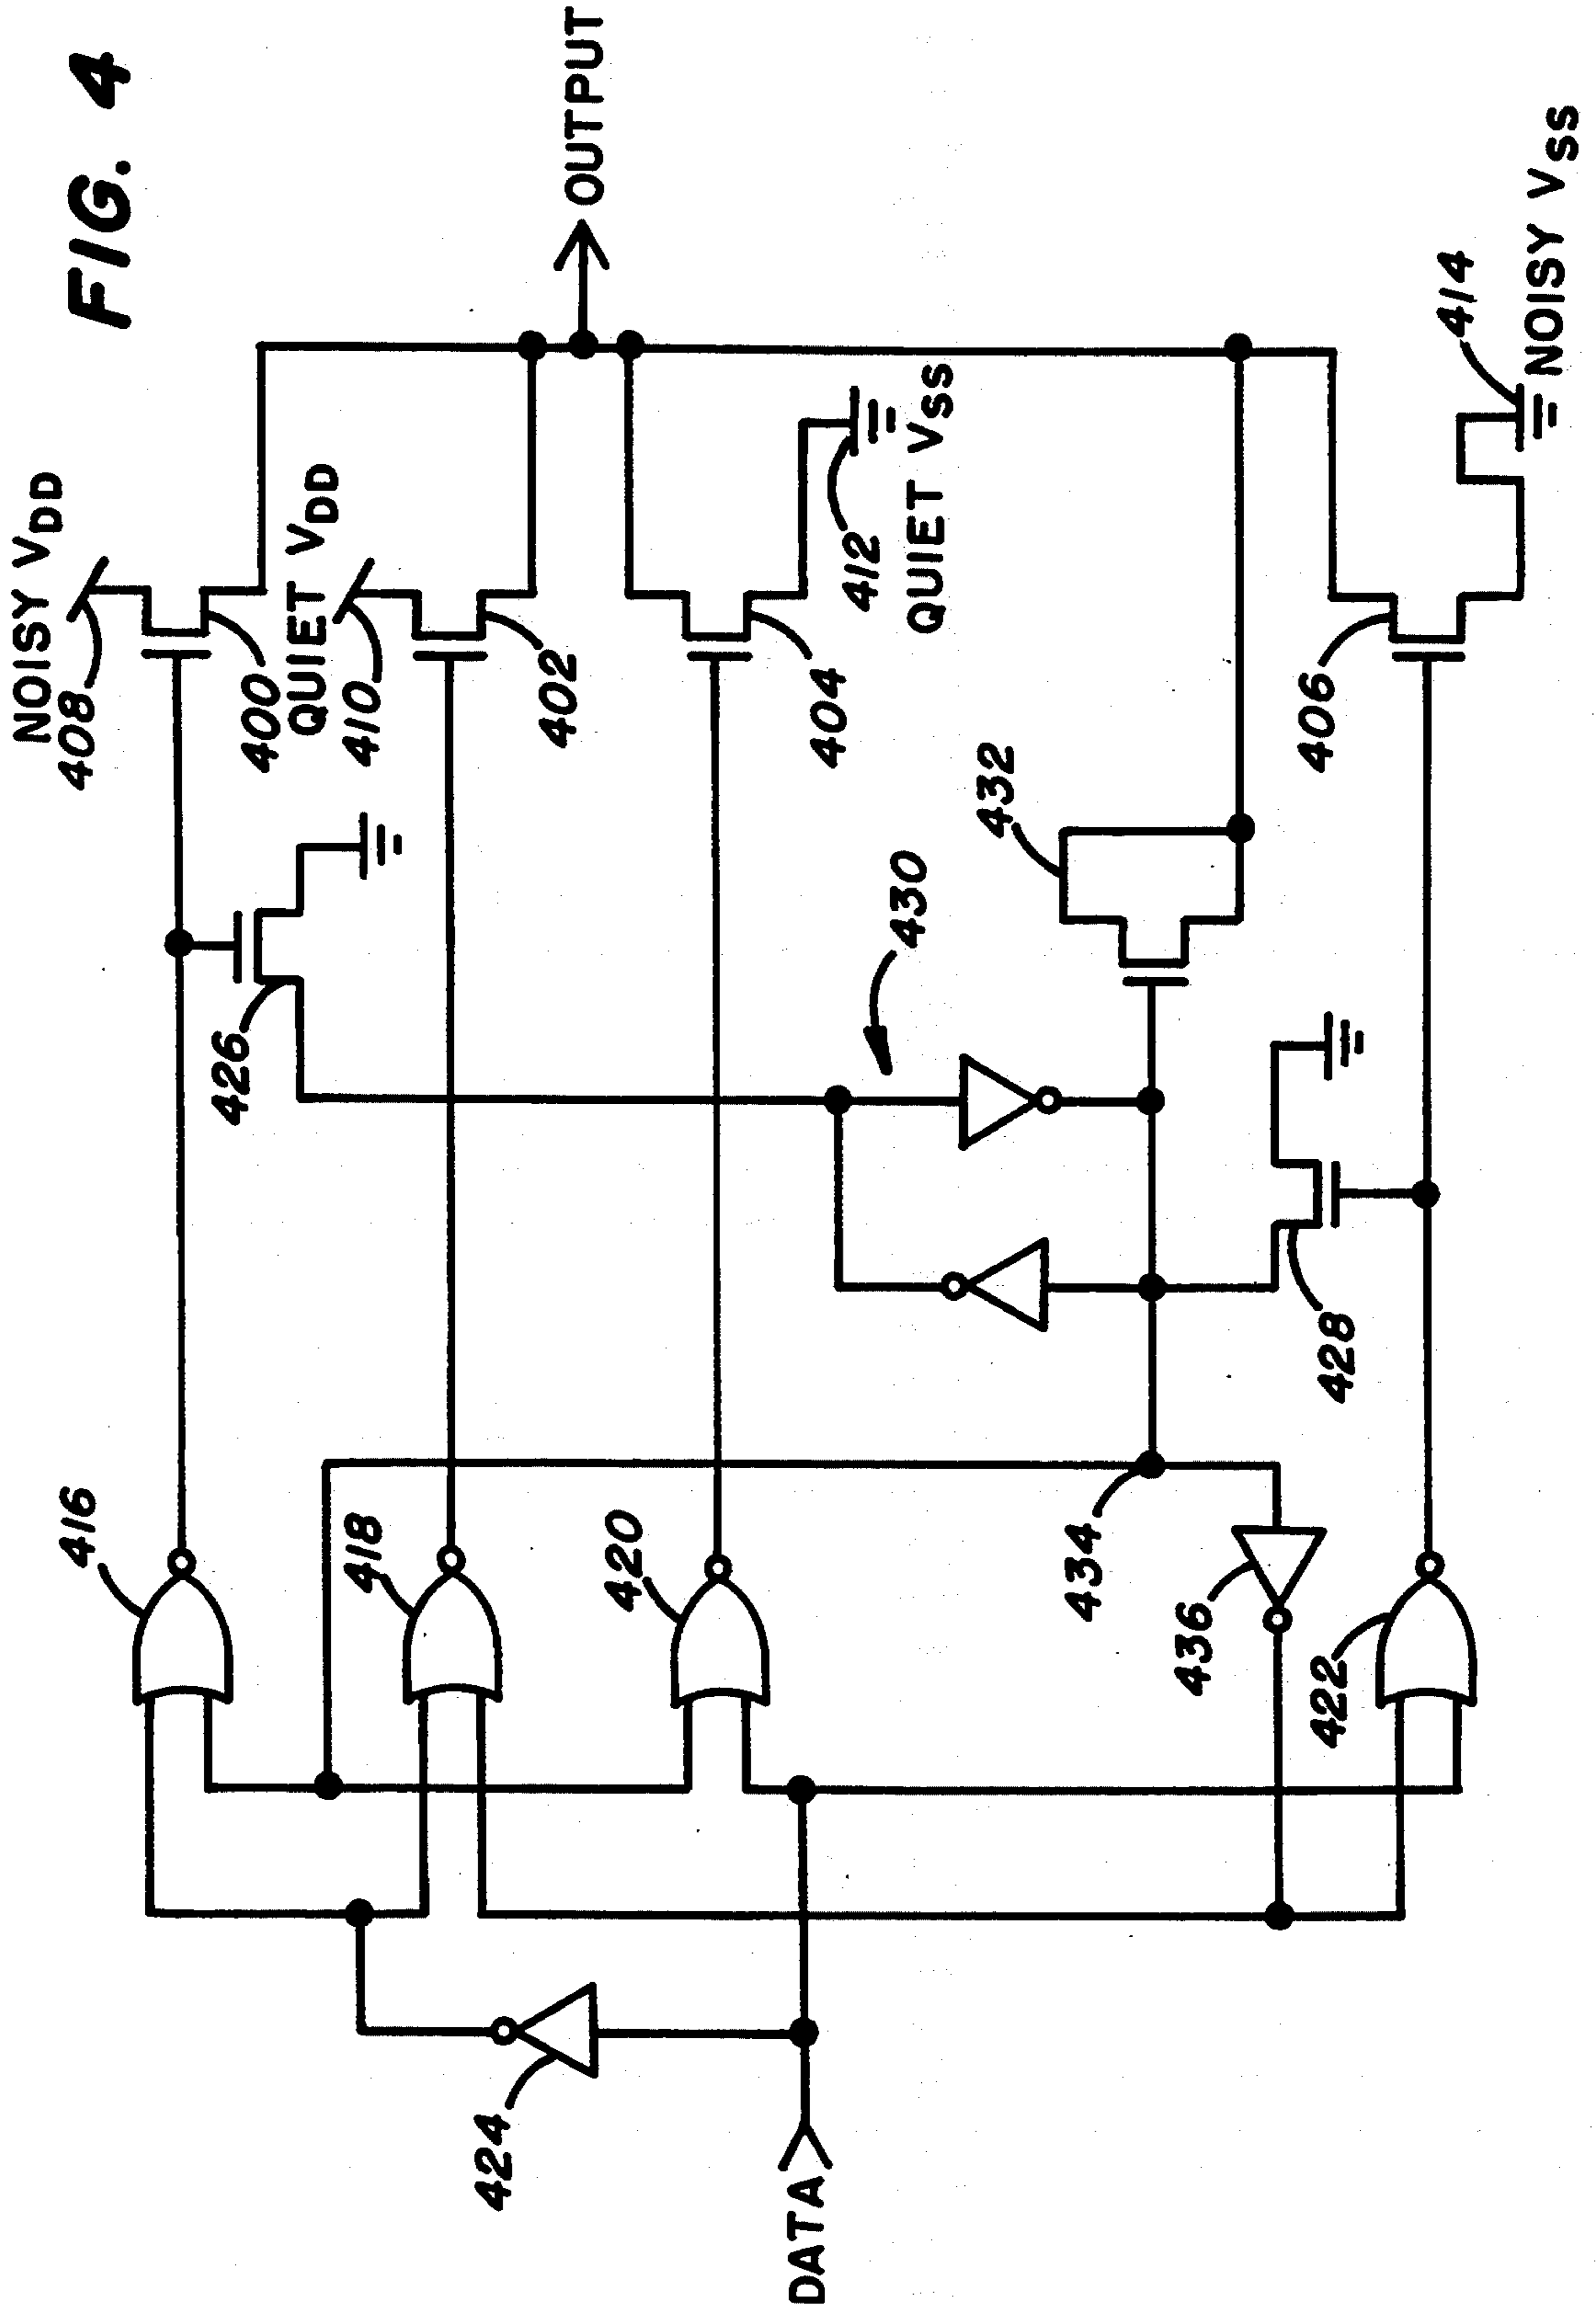 FIG. 4
NOISY VDD
408
400
QUIET VDD
410
402
OUTPUT
404
412
QUIET VSS
414
NOISY VSS
406
432
430
426
428
416
418
420
434
436
422
424
DATA